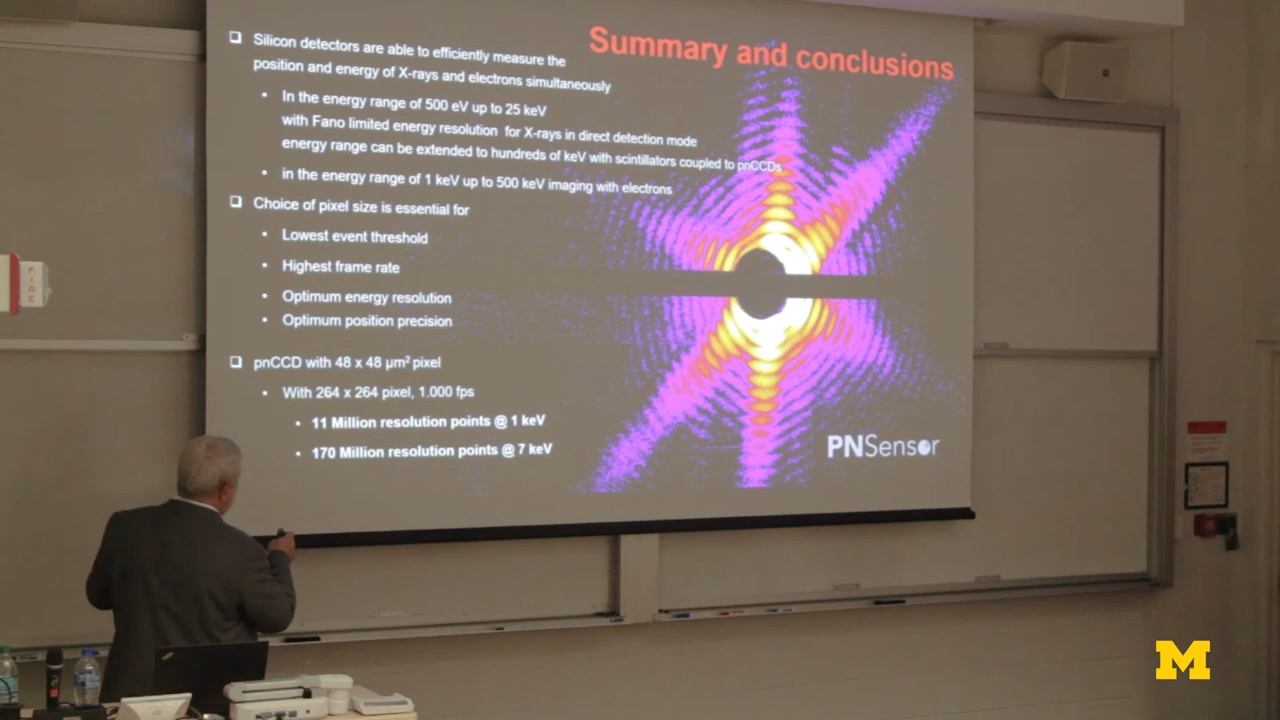 Summary and conclusions
❑ Silicon detectors are able to efficiently measure the
position and energy of X-rays and electrons simultaneously
• In the energy range of 500 eV up to 25 keV
with Fano limited energy resolution for X-rays in direct detection mode
energy range can be extended to hundreds of keV with scintillators coupled to pnCCDs
• in the energy range of 1 keV up to 500 keV imaging with electrons
❑ Choice of pixel size is essential for
• Lowest event threshold
• Highest frame rate
• Optimum energy resolution
• Optimum position precision
❑ pnCCD with 48 x 48 µm² pixel
• With 264 x 264 pixel, 1.000 fps
• 11 Million resolution points @ 1 keV
• 170 Million resolution points @ 7 keV
PNSensor
FIRE
M